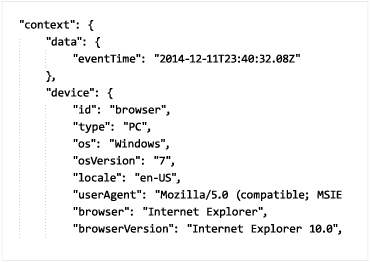 "context": {
"data": {
"eventTime": "2014-12-11T23:40:32.08Z"
},
"device": {
"id": "browser",
"type": "PC",
"os": "Windows",
"osVersion": "7",
"locale": "en-US",
"userAgent": "Mozilla/5.0 (compatible; MSIE
"browser": "Internet Explorer",
"browserVersion": "Internet Explorer 10.0",